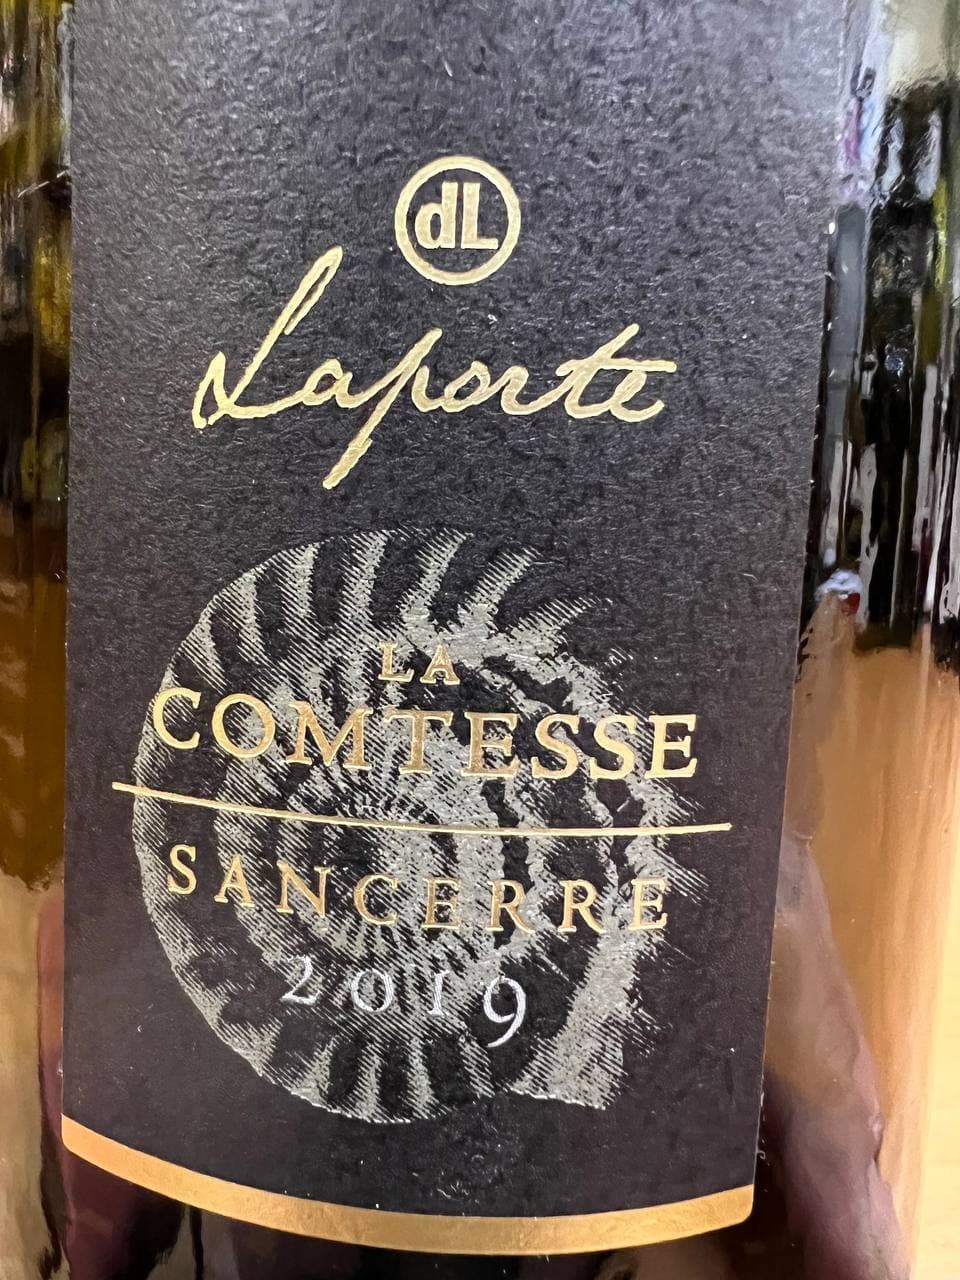 dL
Laporte
LA
COMTESSE
SANCERRE
2019